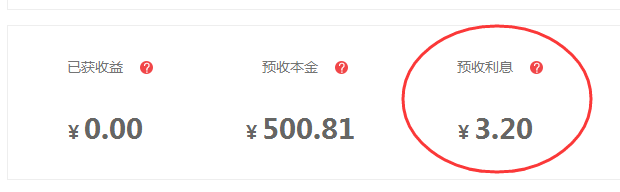 已获收益 ? 预收本金 ? 预收利息 ?
¥ 0.00 ¥ 500.81 ¥ 3.20